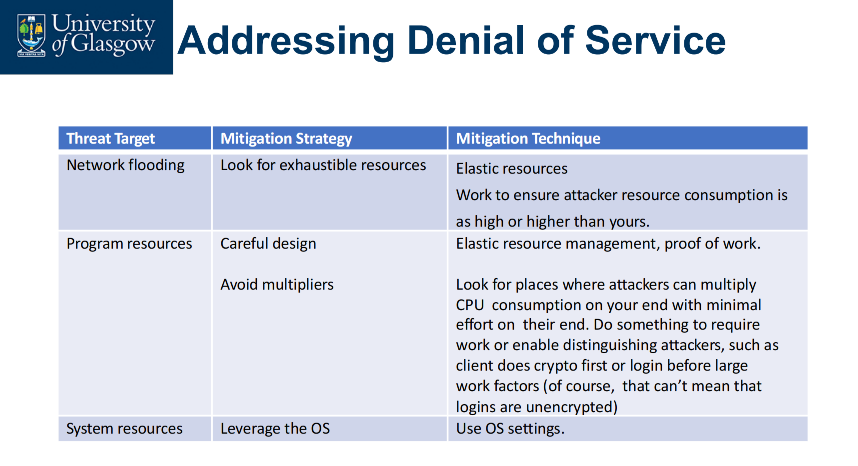 University
of Glasgow
Addressing Denial of Service
Threat Target
Mitigation Strategy
Mitigation Technique
Network flooding
Look for exhaustible resources
Elastic resources
Work to ensure attacker resource consumption is
as high or higher than yours.
Program resources
Careful design
Elastic resource management, proof of work.
Avoid multipliers
Look for places where attackers can multiply
CPU consumption on your end with minimal
effort on their end. Do something to require
work or enable distinguishing attackers, such as
client does crypto first or login before large
work factors (of course, that can’t mean that
logins are unencrypted)
System resources
Leverage the OS
Use OS settings.